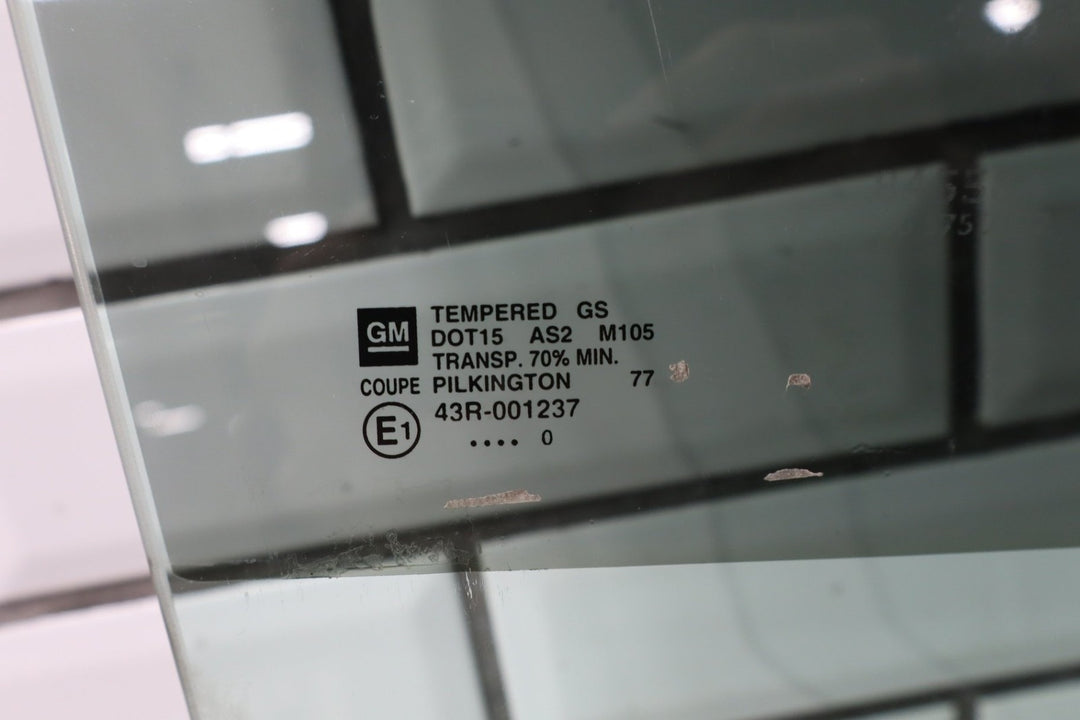 GM TEMPERED GS
DOT15 AS2 M105
TRANSP. 70% MIN.
COUPE PILKINGTON 77
E1 43R-001237
.... 0